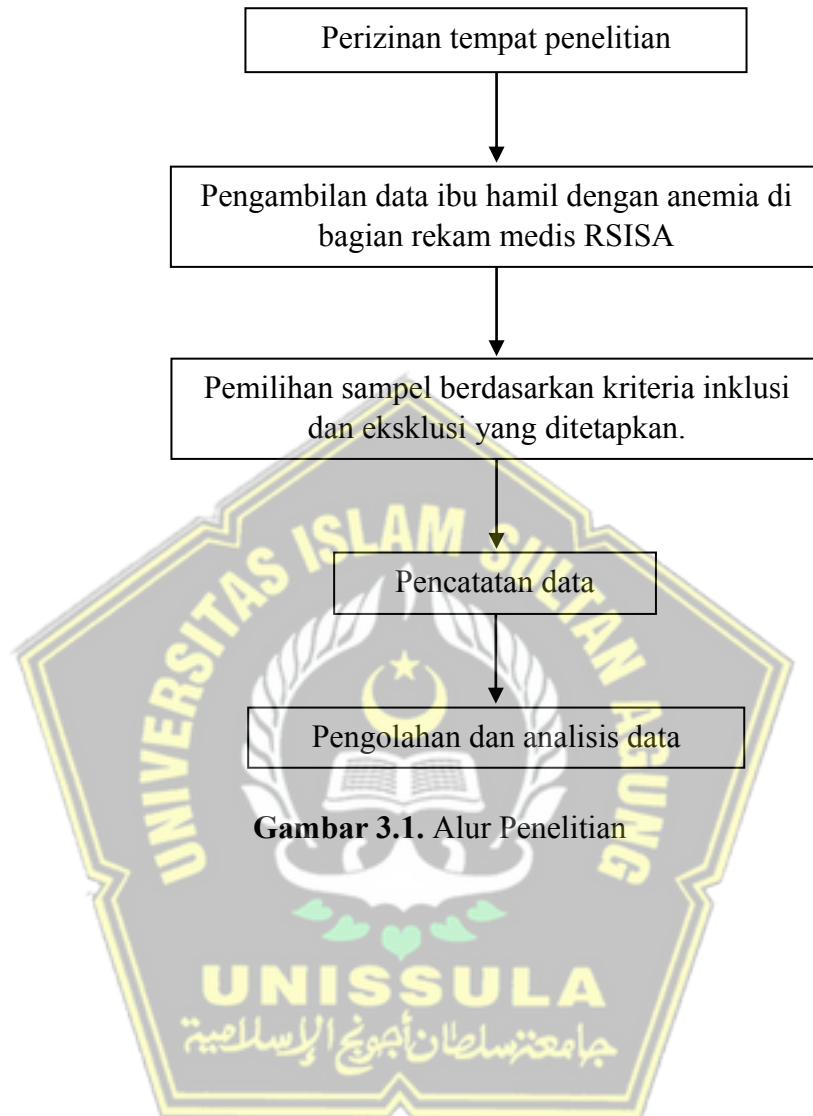 Perizinan tempat penelitian
Pengambilan data ibu hamil dengan anemia di
bagian rekam medis RSISA
Pemilihan sampel berdasarkan kriteria inklusi
dan eksklusi yang ditetapkan.
Pencatatan data
Pengolahan dan analisis data
Gambar 3.1. Alur Penelitian
UNIVERSITAS ISLAM SULTAN AGUNG
UNISSULA
جامعة سلطان أجونج الإسلامية